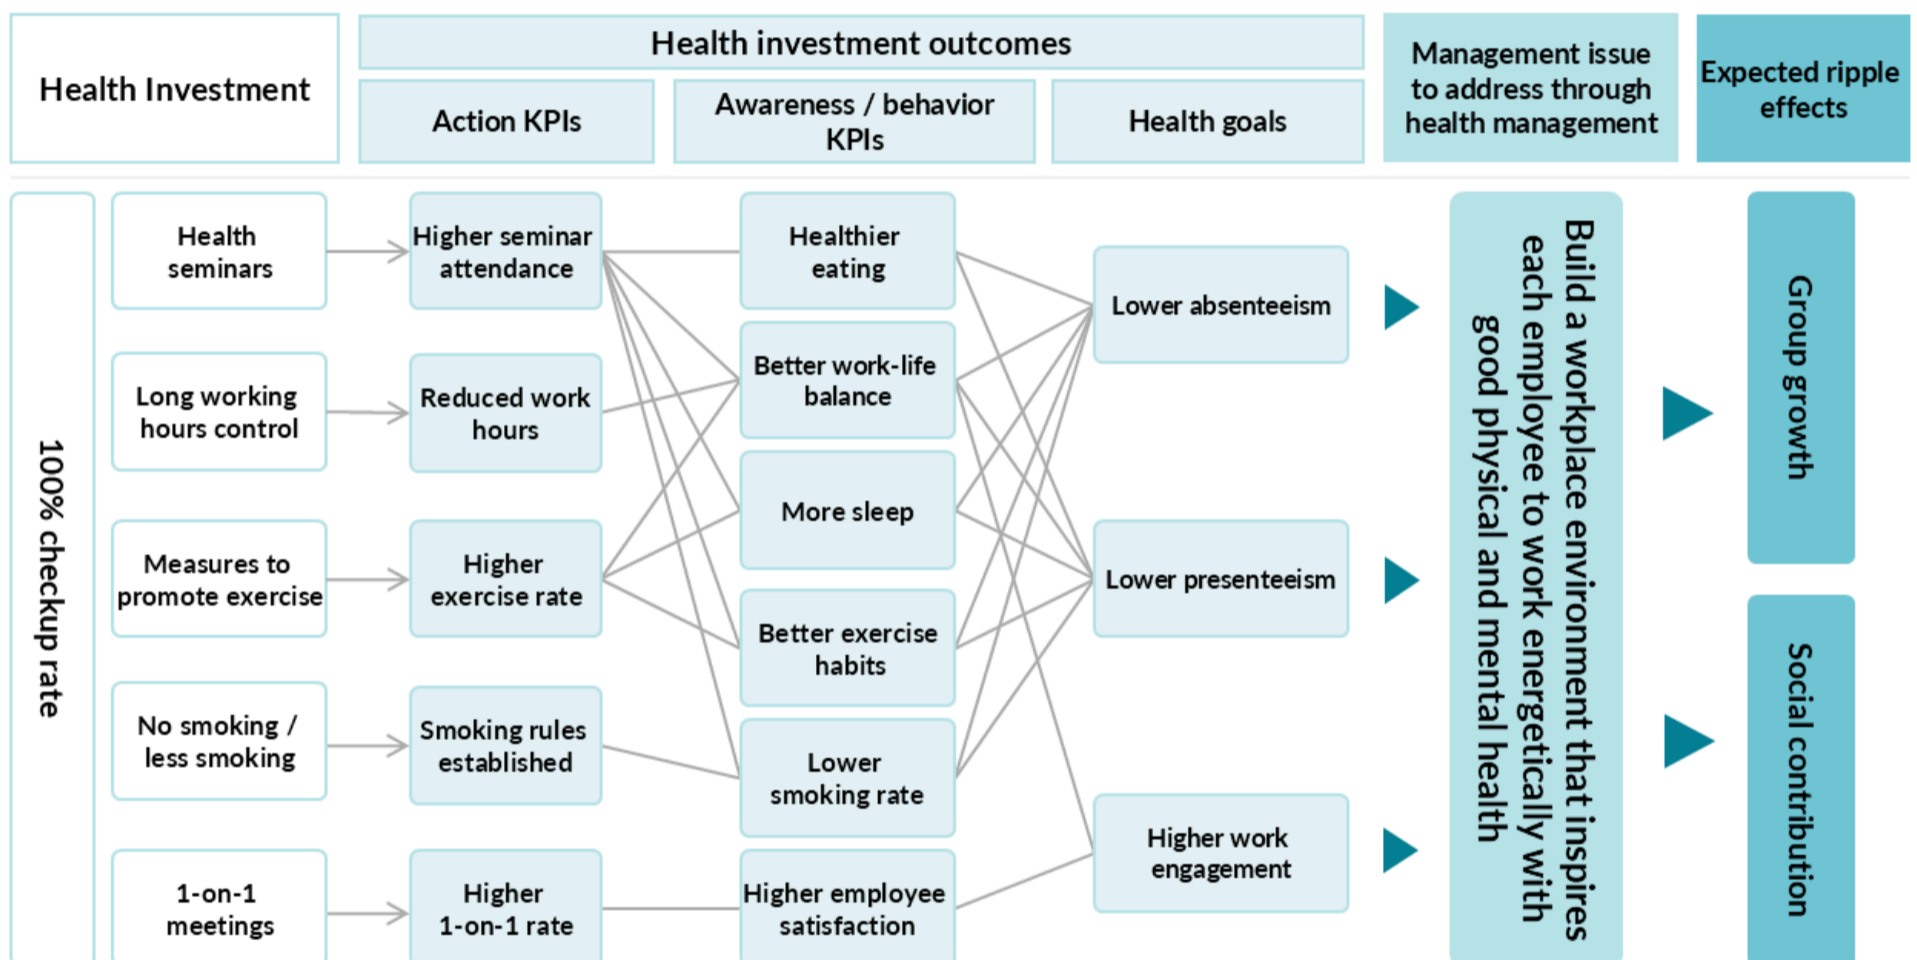 Health Investment
Health investment outcomes
Action KPIs
Awareness / behavior
KPIs
Health goals
Management issue
to address through
health management
Expected ripple
effects
100% checkup rate
Health
seminars
Long working
hours control
Measures to
promote exercise
No smoking /
less smoking
1-on-1
meetings
Higher seminar
attendance
Reduced work
hours
Higher
exercise rate
Smoking rules
established
Higher
1-on-1 rate
Healthier
eating
Better work-life
balance
More sleep
Better exercise
habits
Lower
smoking rate
Higher employee
satisfaction
Lower absenteeism
Lower presenteeism
Higher work
engagement
Build a workplace environment that inspires
each employee to work energetically with
good physical and mental health
Group growth
Social contribution